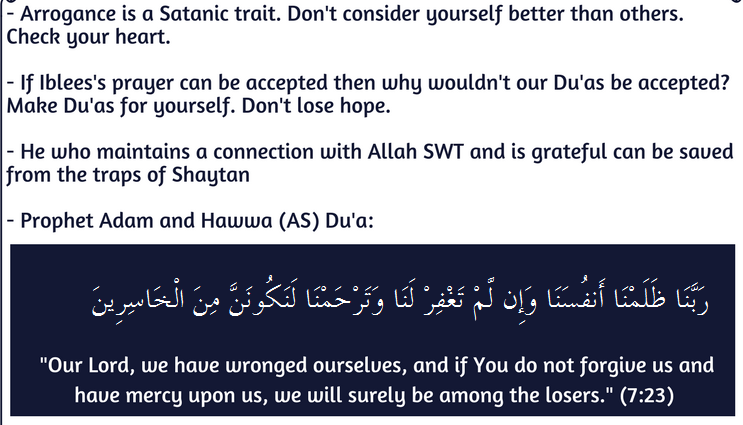 - Arrogance is a Satanic trait. Don't consider yourself better than others.
Check your heart.
- If Iblees's prayer can be accepted then why wouldn't our Du'as be accepted?
Make Du'as for yourself. Don't lose hope.
- He who maintains a connection with Allah SWT and is grateful can be saved
from the traps of Shaytan
- Prophet Adam and Hawwa (AS) Du'a:
رَبَّنَا ظَلَمْنَا أَنفُسَنَا وَإِن لَّمْ تَغْفِرْ لَنَا وَتَرْحَمْنَا لَنَكُونَنَّ مِنَ الْخَاسِرِينَ
"Our Lord, we have wronged ourselves, and if You do not forgive us and
have mercy upon us, we will surely be among the losers." (7:23)